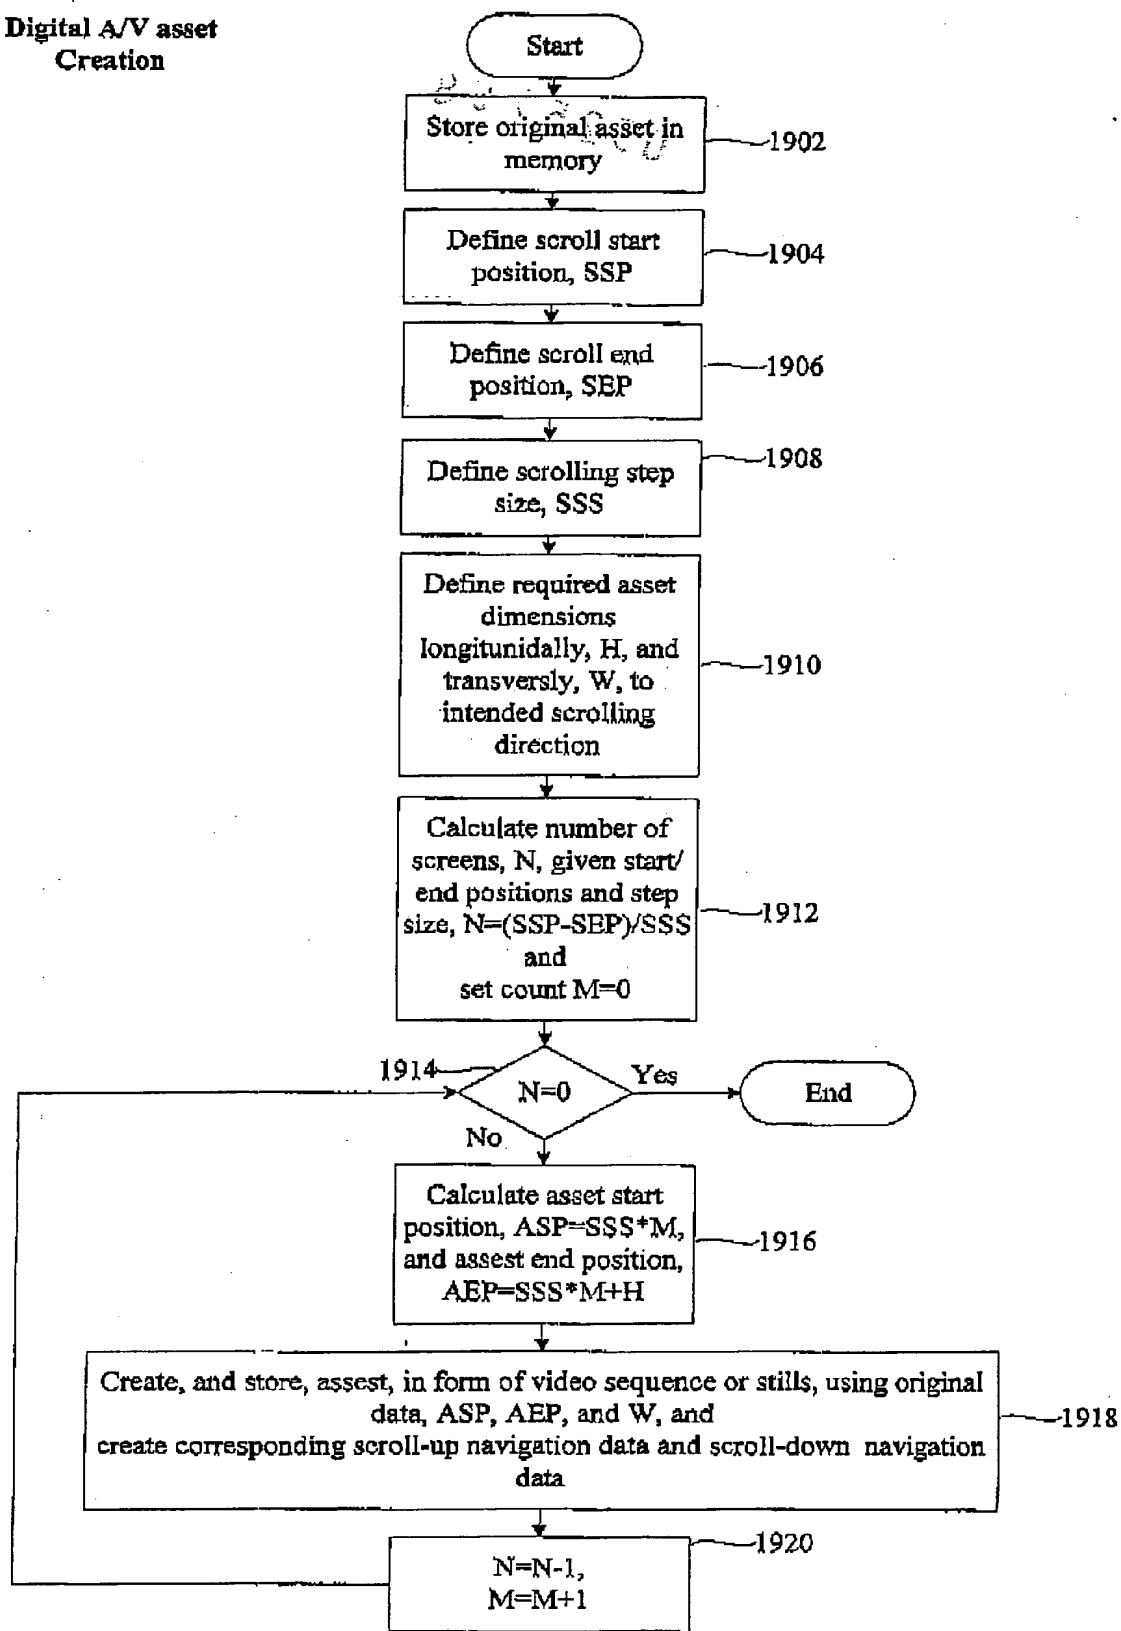 Digital A/V asset
Creation
Start
Store original asset in
memory
1902
Define scroll start
position, SSP
1904
Define scroll end
position, SEP
1906
Define scrolling step
size, SSS
1908
Define required asset
dimensions
longitunidally, H, and
transversly, W, to
intended scrolling
direction
1910
Calculate number of
screens, N, given start/
end positions and step
size, N=(SSP-SEP)/SSS
and
set count M=0
1912
1914
N=0
Yes
End
No
Calculate asset start
position, ASP=SSS*M,
and assest end position,
AEP=SSS*M+H
1916
Create, and store, assest, in form of video sequence or stills, using original
data, ASP, AEP, and W, and
create corresponding scroll-up navigation data and scroll-down navigation
data
1918
N=N-1,
M=M+1
1920